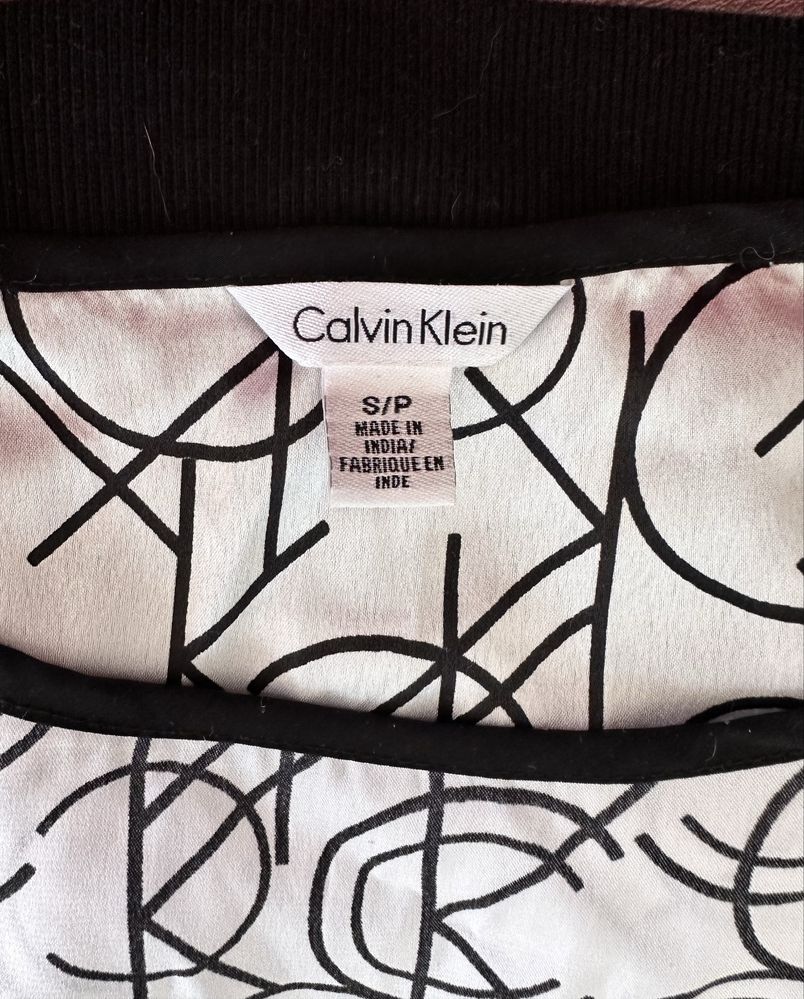 Calvin Klein
S/P
MADE IN
INDIA/
FABRIQUE EN
INDE